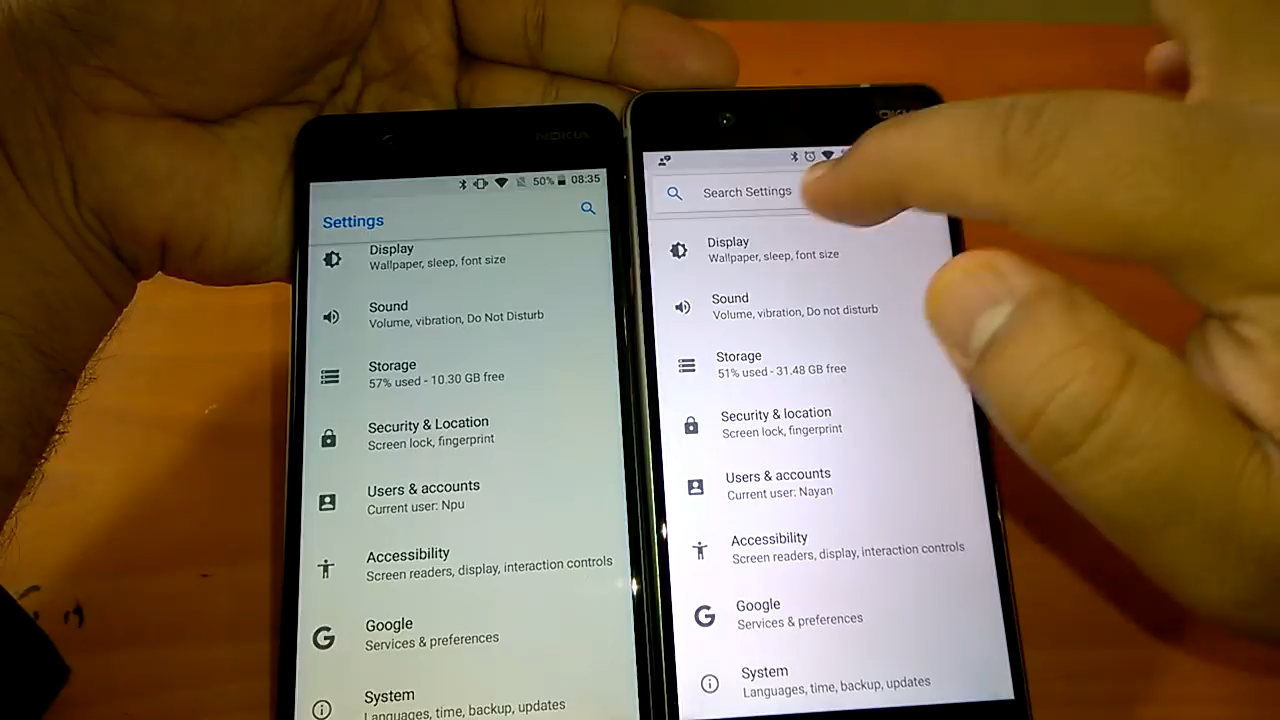 NOKIA
50% 08:35
Settings
Display
Wallpaper, sleep, font size
Sound
Volume, vibration, Do Not Disturb
Storage
57% used - 10.30 GB free
Security & Location
Screen lock, fingerprint
Users & accounts
Current user: Npu
Accessibility
Screen readers, display, interaction controls
Google
Services & preferences
System
Languages, time, backup, updates
Search Settings
Display
Wallpaper, sleep, font size
Sound
Volume, vibration, Do not disturb
Storage
51% used - 31.48 GB free
Security & location
Screen lock, fingerprint
Users & accounts
Current user: Nayan
Accessibility
Screen readers, display, interaction controls
Google
Services & preferences
System
Languages, time, backup, updates